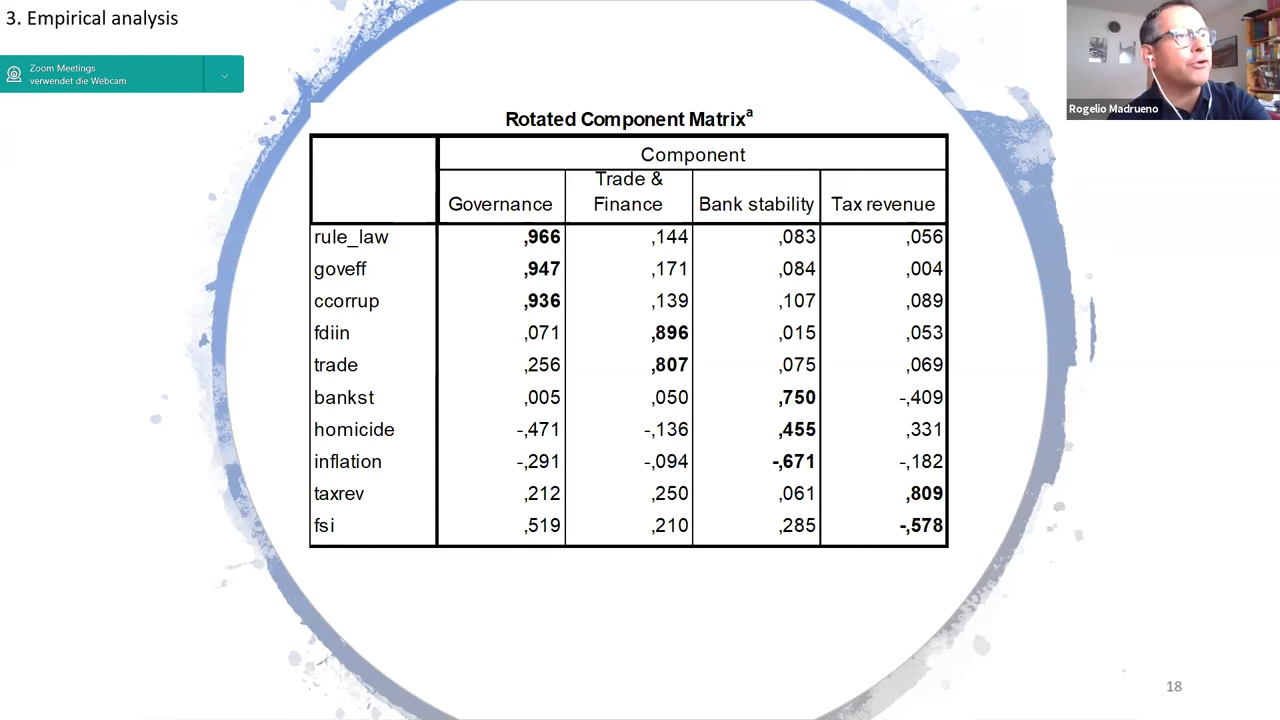 3. Empirical analysis
Zoom Meetings
verwendet die Webcam
Rogelio Madrueno
Rotated Component Matrixa
Component
Governance Trade & Finance Bank stability Tax revenue
rule_law ,966 ,144 ,083 ,056
goveff ,947 ,171 ,084 ,004
ccorrup ,936 ,139 ,107 ,089
fdiin ,071 ,896 ,015 ,053
trade ,256 ,807 ,075 ,069
bankst ,005 ,050 ,750 -,409
homicide -,471 -,136 ,455 ,331
inflation -,291 -,094 -,671 -,182
taxrev ,212 ,250 ,061 ,809
fsi ,519 ,210 ,285 -,578
18